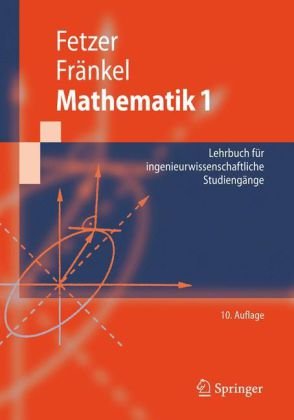 Fetzer
Fränkel
Mathematik 1
Lehrbuch für
ingenieurwissenschaftliche
Studiengänge
10. Auflage
Springer